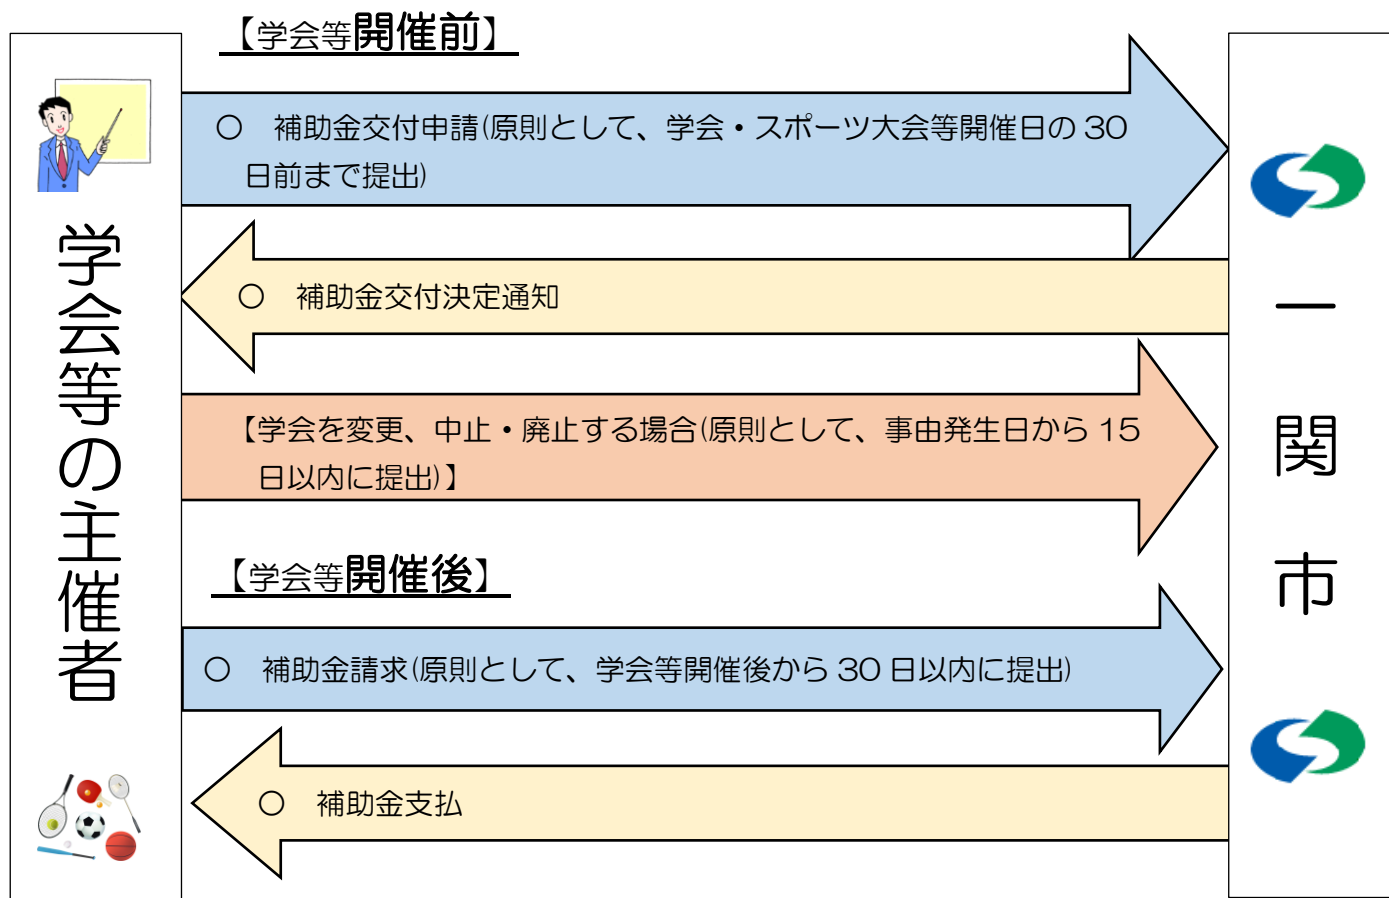 【学会等開催前】
学会等の主催者
○　補助金交付申請(原則として、学会・スポーツ大会等開催日の 30
日前まで提出)
○　補助金交付決定通知
【学会を変更、中止・廃止する場合(原則として、事由発生日から 15
日以内に提出)】
【学会等開催後】
○　補助金請求(原則として、学会等開催後から 30 日以内に提出)
○　補助金支払
一関市